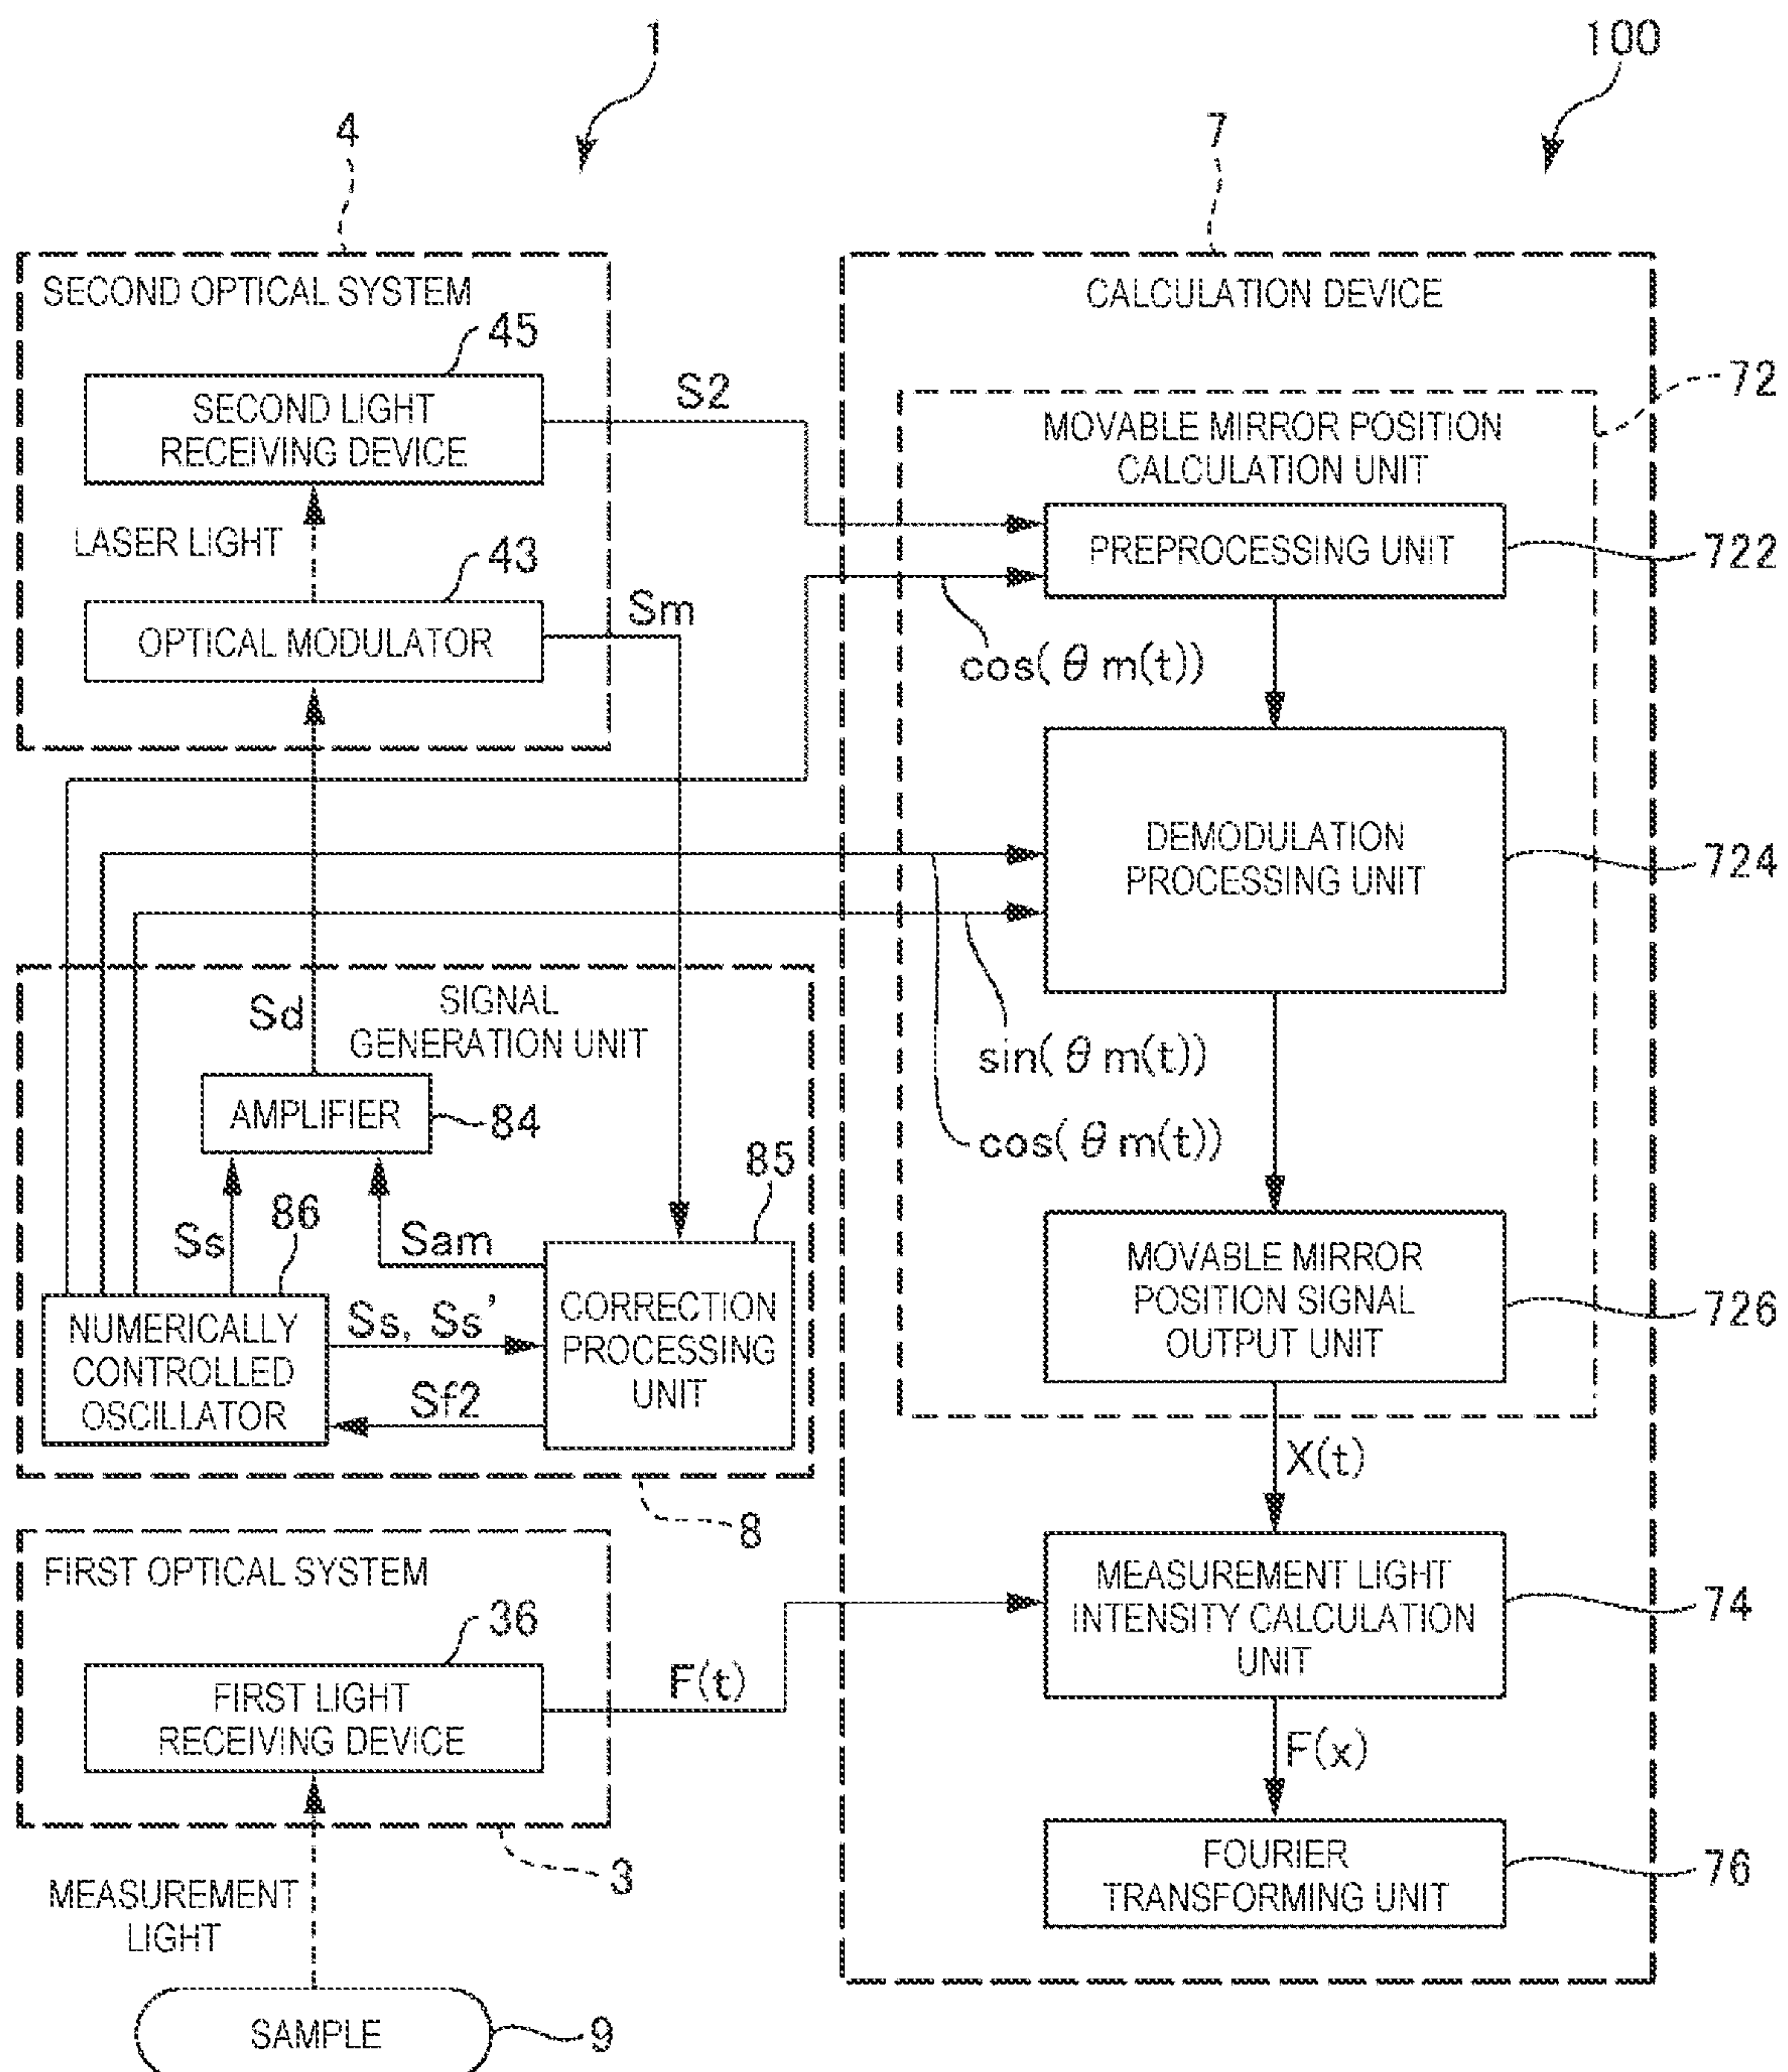 1
100
4
7
SECOND OPTICAL SYSTEM
45
SECOND LIGHT
RECEIVING DEVICE
S2
LASER LIGHT
43
OPTICAL MODULATOR
Sm
CALCULATION DEVICE
72
MOVABLE MIRROR POSITION
CALCULATION UNIT
PREPROCESSING UNIT
722
cos( θ m(t))
DEMODULATION
PROCESSING UNIT
724
sin( θ m(t))
cos( θ m(t))
SIGNAL
GENERATION UNIT
Sd
AMPLIFIER
84
85
86
Ss
Sam
NUMERICALLY
CONTROLLED
OSCILLATOR
Ss, Ss'
Sf2
CORRECTION
PROCESSING
UNIT
8
MOVABLE MIRROR
POSITION SIGNAL
OUTPUT UNIT
726
X(t)
FIRST OPTICAL SYSTEM
36
FIRST LIGHT
RECEIVING DEVICE
F(t)
3
MEASUREMENT LIGHT
INTENSITY CALCULATION
UNIT
74
F(x)
FOURIER
TRANSFORMING UNIT
76
MEASUREMENT
LIGHT
SAMPLE
9